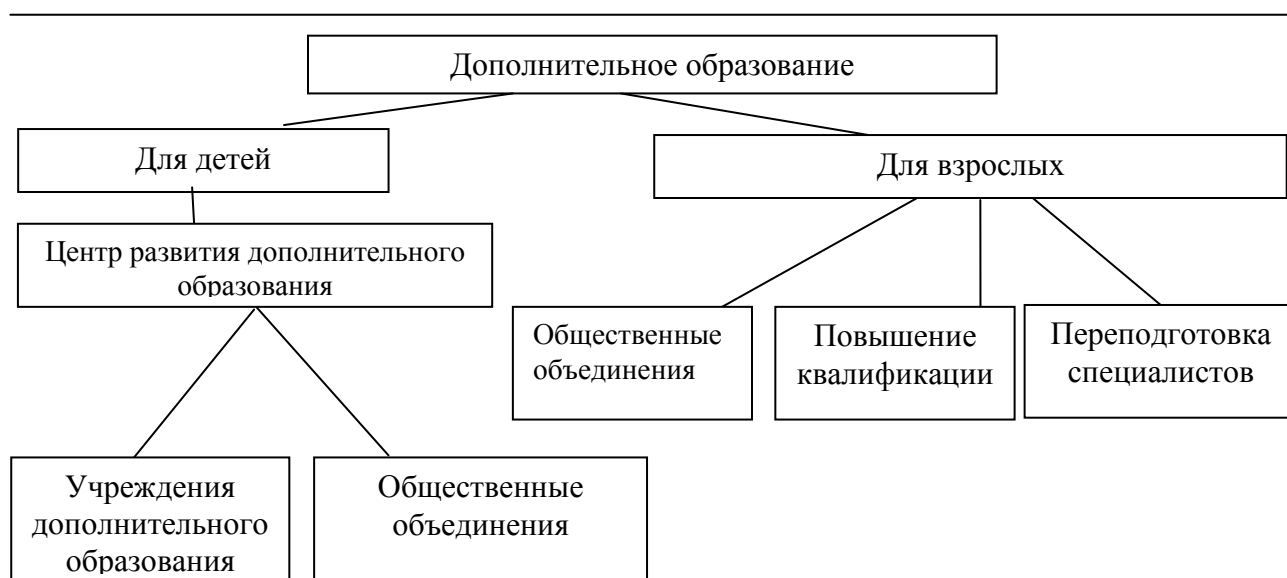 Дополнительное образование
Для детей
Для взрослых
Центр развития дополнительного
образования
Общественные
объединения
Повышение
квалификации
Переподготовка
специалистов
Учреждения
дополнительного
образования
Общественные
объединения